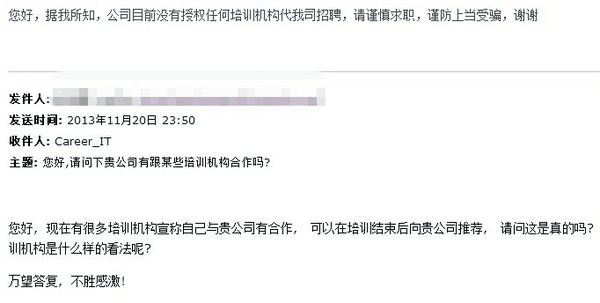 您好，据我所知，公司目前没有授权任何培训机构代我司招聘，请谨慎求职，谨防上当受骗，谢谢
发件人:
发送时间: 2013年11月20日 23:50
收件人: Career_IT
主题: 您好,请问下贵公司有跟某些培训机构合作吗?
您好，现在有很多培训机构宣称自己与贵公司有合作， 可以在培训结束后向贵公司推荐， 请问这是真的吗?
训机构是什么样的看法呢?
万望答复，不胜感激!